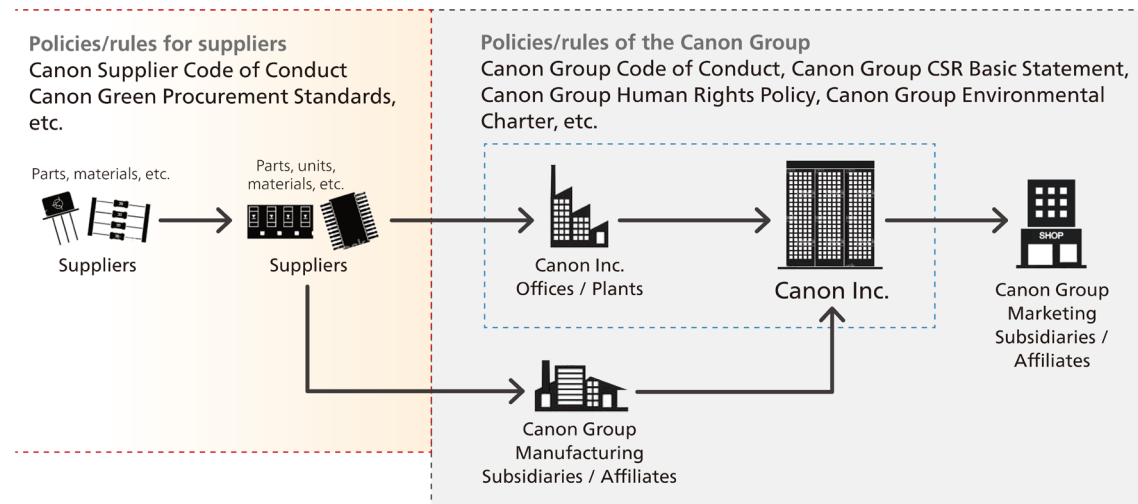 Policies/rules for suppliers
Canon Supplier Code of Conduct
Canon Green Procurement Standards,
etc.
Policies/rules of the Canon Group
Canon Group Code of Conduct, Canon Group CSR Basic Statement,
Canon Group Human Rights Policy, Canon Group Environmental
Charter, etc.
Parts, materials, etc.
Suppliers
Parts, units,
materials, etc.
Suppliers
Canon Inc.
Offices / Plants
Canon Inc.
SHOP
Canon Group
Marketing
Subsidiaries /
Affiliates
Canon Group
Manufacturing
Subsidiaries / Affiliates